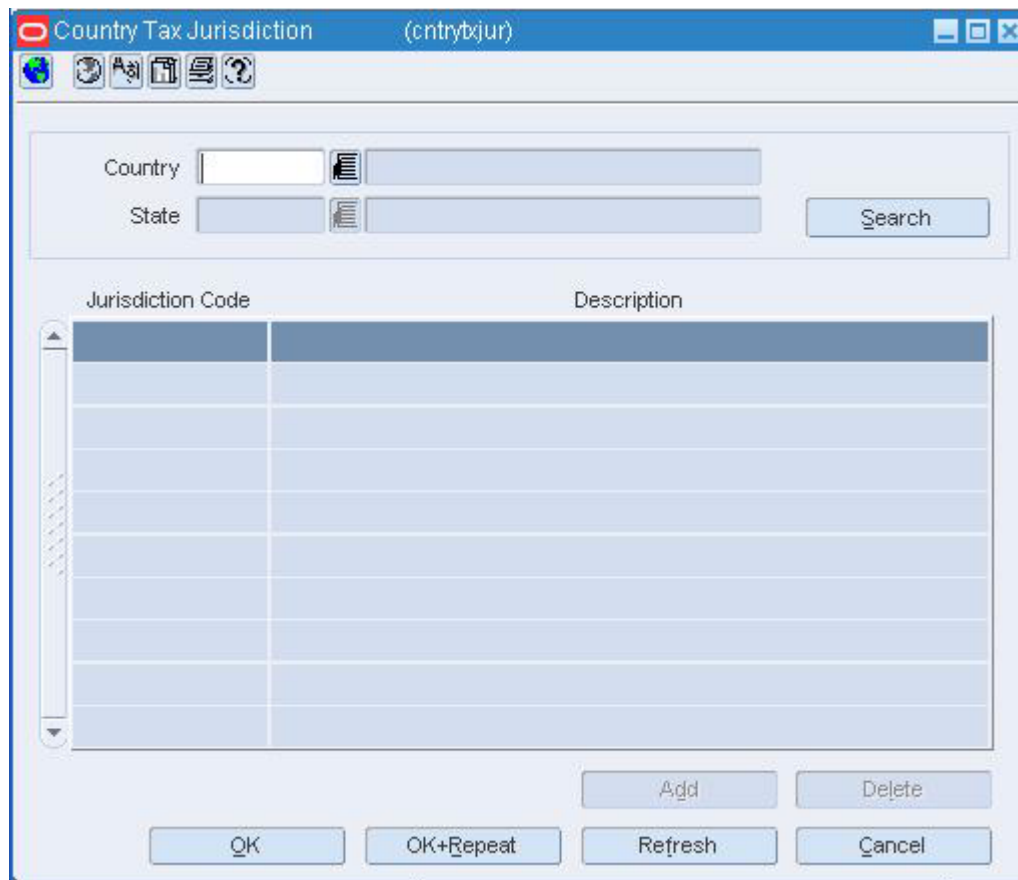 Country Tax Jurisdiction (cntrytxjur)
Country
State
Search
Jurisdiction Code Description
Add Delete
OK OK+Repeat Refresh Cancel